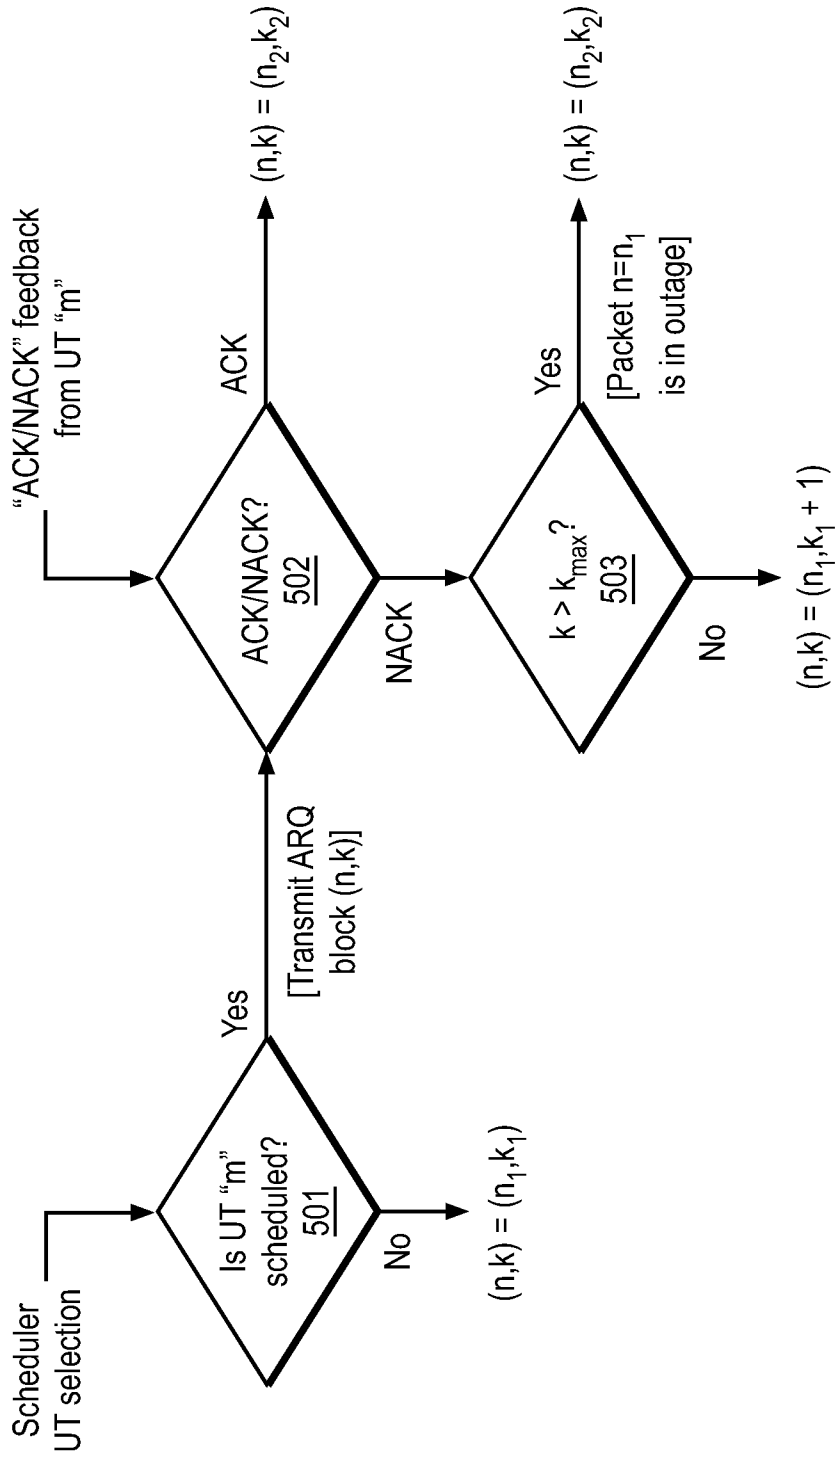 Scheduler
UT selection
Is UT “m”
scheduled?
501
Yes
No
(n,k) = (n₁,k₁)
[Transmit ARQ
block (n,k)]
“ACK/NACK” feedback
from UT “m”
ACK/NACK?
502
ACK
(n,k) = (n₂,k₂)
NACK
k > kₘₐₓ?
503
Yes
[Packet n=n₁
is in outage]
(n,k) = (n₂,k₂)
No
(n,k) = (n₁,k₁ + 1)